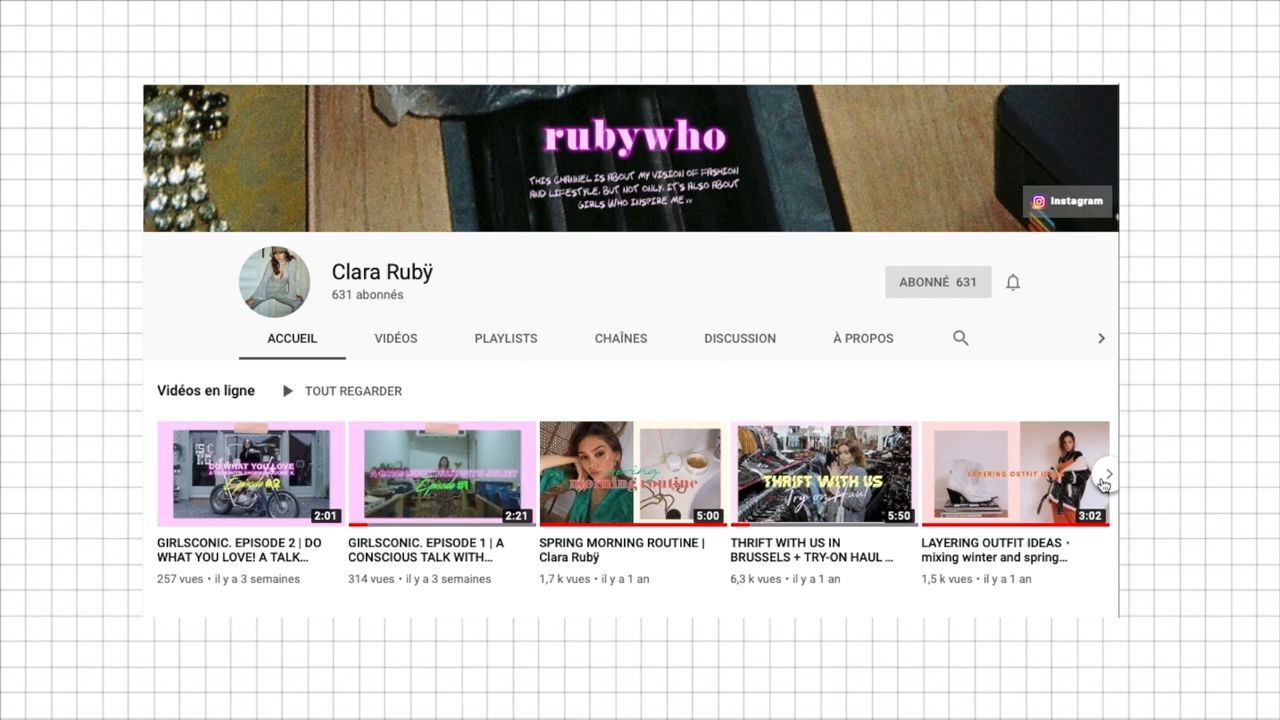 rubywho
THIS CHANNEL IS ABOUT MY VISION OF FASHION
AND LIFESTYLE, BUT NOT ONLY. IT'S ALSO ABOUT
GIRLS WHO INSPIRE ME ..
Instagram
Clara Rubÿ
631 abonnés
ABONNÉ 631
ACCUEIL VIDÉOS PLAYLISTS CHAÎNES DISCUSSION À PROPOS
Vidéos en ligne TOUT REGARDER
DO WHAT YOU LOVE
Episode #2
2:01
GIRLSCONIC. EPISODE 2 | DO
WHAT YOU LOVE! A TALK...
257 vues • il y a 3 semaines
A CONSCIOUS TALK WITH JULIET
Episode #1
2:21
GIRLSCONIC. EPISODE 1 | A
CONSCIOUS TALK WITH...
314 vues • il y a 3 semaines
spring
morning routine
5:00
SPRING MORNING ROUTINE |
Clara Rubÿ
1,7 k vues • il y a 1 an
THRIFT WITH US
Try-on Haul
5:50
THRIFT WITH US IN
BRUSSELS + TRY-ON HAUL ...
6,3 k vues • il y a 1 an
LAYERING OUTFIT
3:02
LAYERING OUTFIT IDEAS •
mixing winter and spring...
1,5 k vues • il y a 1 an